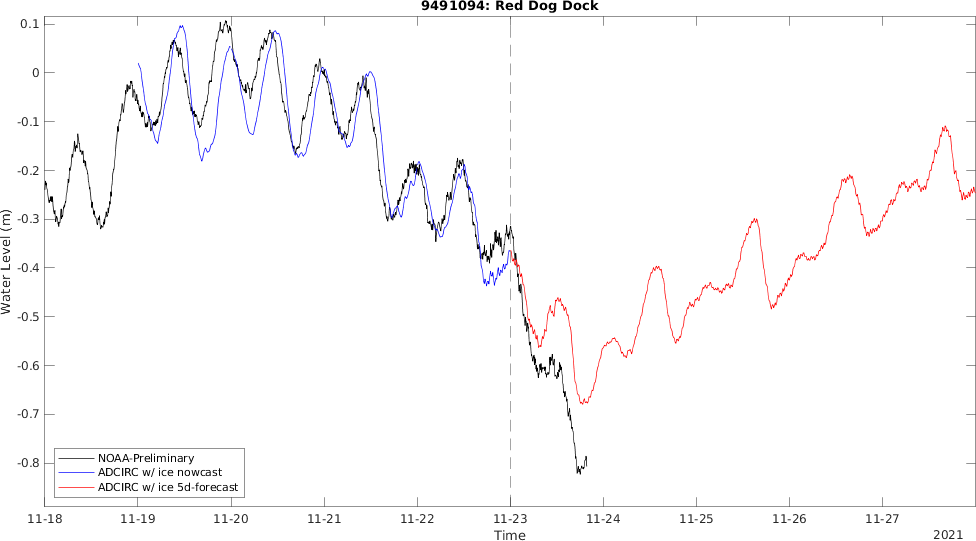 9491094: Red Dog Dock
0.1
0
-0.1
-0.2
-0.3
-0.4
-0.5
-0.6
-0.7
-0.8
Water Level (m)
NOAA-Preliminary
ADCIRC w/ ice nowcast
ADCIRC w/ ice 5d-forecast
11-18 11-19 11-20 11-21 11-22 11-23 11-24 11-25 11-26 11-27
Time
2021